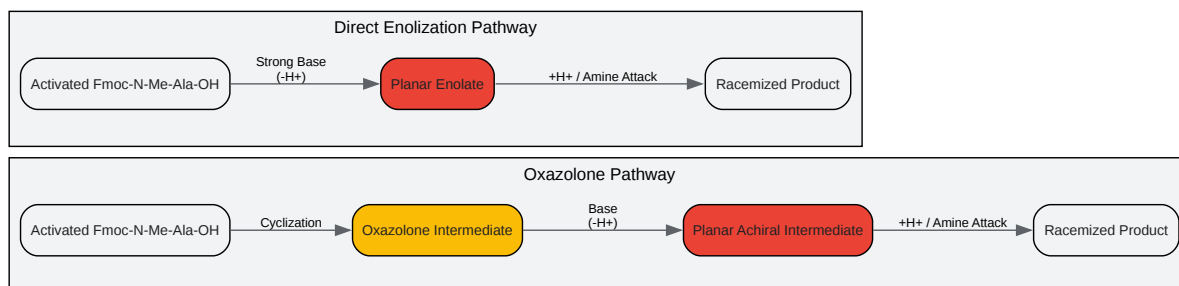 Direct Enolization Pathway
Activated Fmoc-N-Me-Ala-OH
Strong Base
(-H+)
Planar Enolate
+H+ / Amine Attack
Racemized Product
Oxazolone Pathway
Activated Fmoc-N-Me-Ala-OH
Cyclization
Oxazolone Intermediate
Base
(-H+)
Planar Achiral Intermediate
+H+ / Amine Attack
Racemized Product